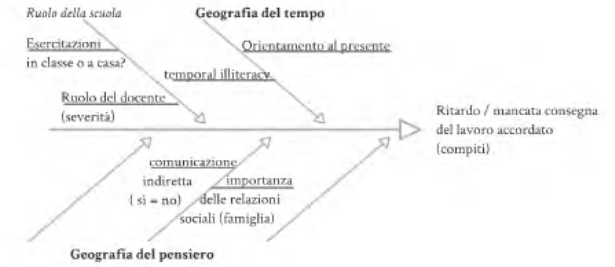 Ruolo della scuola
Geografia del tempo
Esercitazioni
in classe o a casa?
Orientamento al presente
temporal illiteracy
Ruolo del docente
(severità)
Ritardo / mancata consegna
del lavoro accordato
(compiti)
comunicazione
indiretta
( sì = no)
importanza
delle relazioni
sociali (famiglia)
Geografia del pensiero